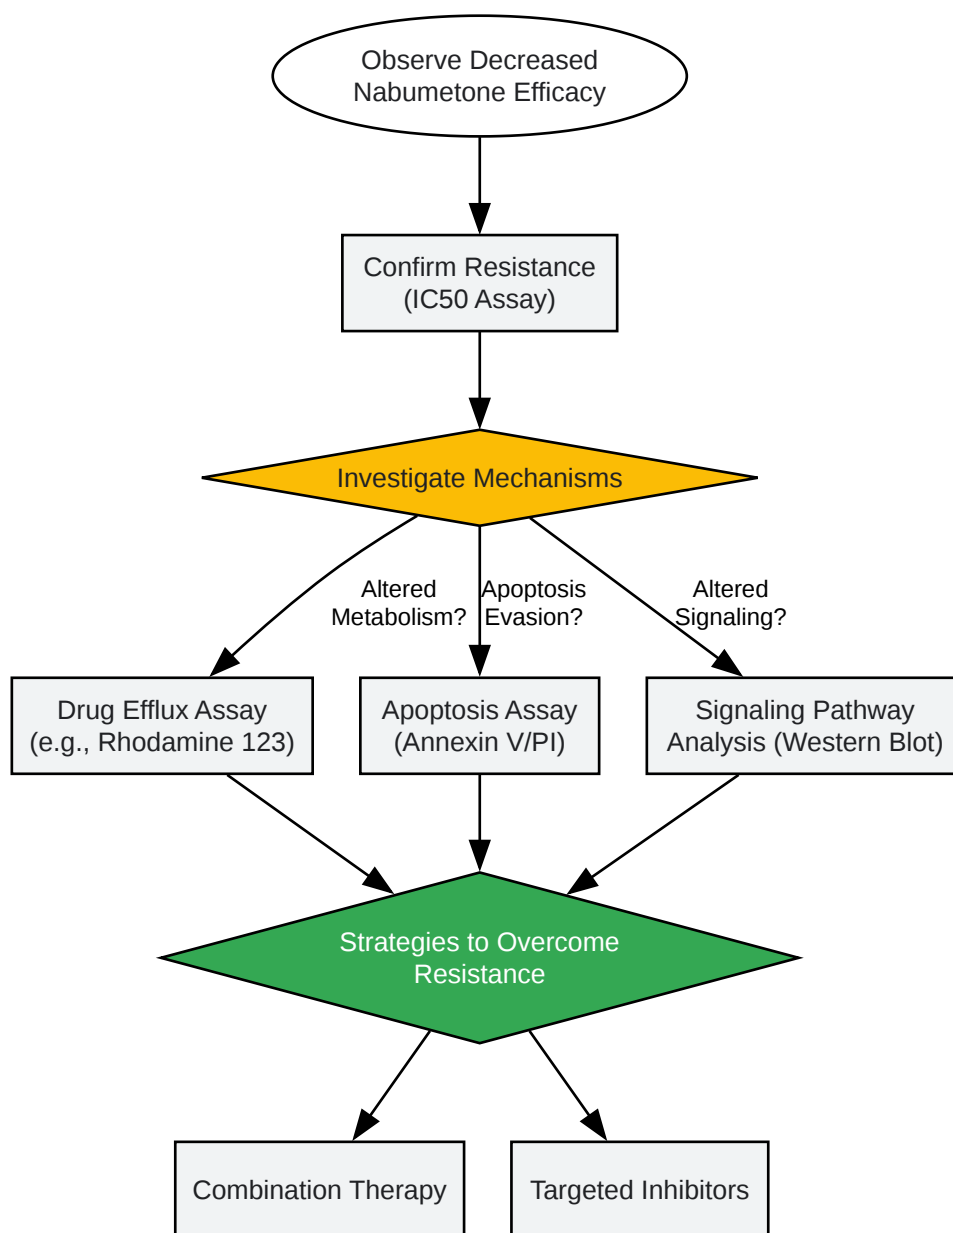 Observe Decreased
Nabumetone Efficacy
Confirm Resistance
(IC50 Assay)
Investigate Mechanisms
Altered
Metabolism?
Apoptosis
Evasion?
Altered
Signaling?
Drug Efflux Assay
(e.g., Rhodamine 123)
Apoptosis Assay
(Annexin V/PI)
Signaling Pathway
Analysis (Western Blot)
Strategies to Overcome
Resistance
Combination Therapy
Targeted Inhibitors